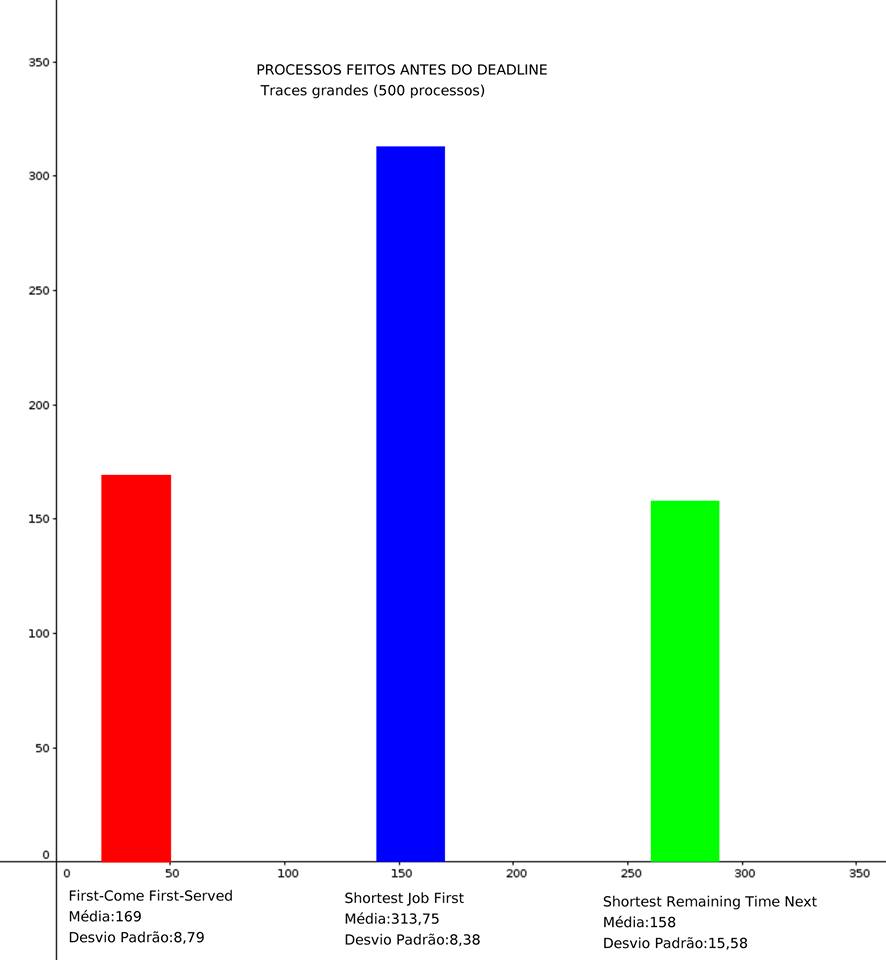 PROCESSOS FEITOS ANTES DO DEADLINE
Traces grandes (500 processos)
350
300
250
200
150
100
50
0
0 50 100 150 200 250 300 350
First-Come First-Served
Média:169
Desvio Padrão:8,79
Shortest Job First
Média:313,75
Desvio Padrão:8,38
Shortest Remaining Time Next
Média:158
Desvio Padrão:15,58